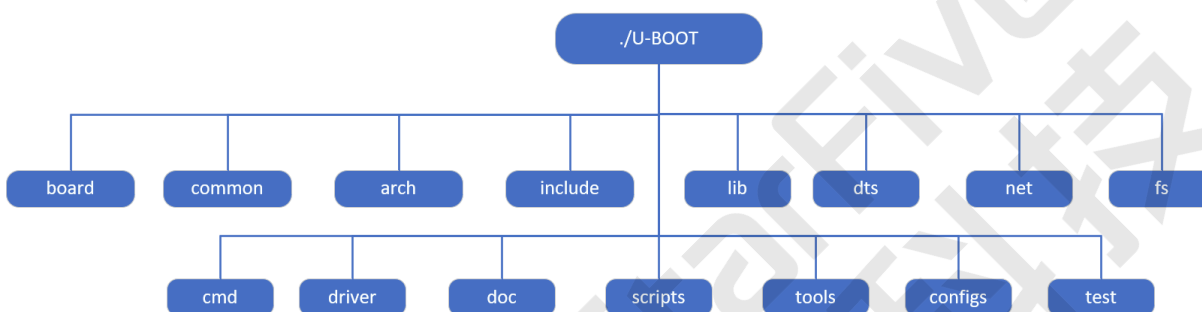 ./U-BOOT
board
common
arch
include
lib
dts
net
fs
cmd
driver
doc
scripts
tools
configs
test